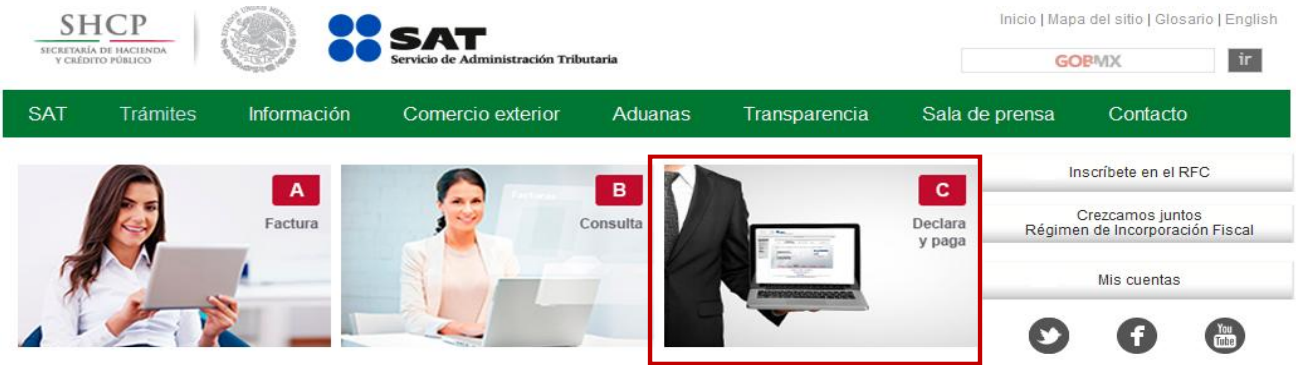 SHCP
SECRETARÍA DE HACIENDA
Y CRÉDITO PÚBLICO
SAT
Servicio de Administración Tributaria
Inicio | Mapa del sitio | Glosario | English
GOBMX
ir
SAT Trámites Información Comercio exterior Aduanas Transparencia Sala de prensa Contacto
A
Factura
Facturas
B
Consulta
C
Declara
y paga
Inscríbete en el RFC
Crezcamos juntos
Régimen de Incorporación Fiscal
Mis cuentas
You
Tube